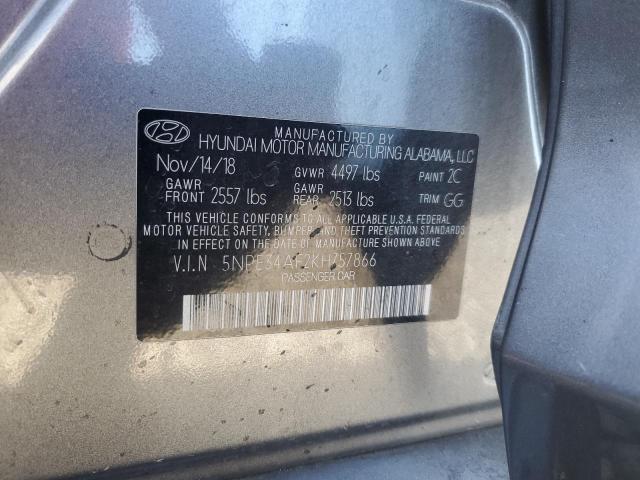 MANUFACTURED BY
HYUNDAI MOTOR MANUFACTURING ALABAMA, LLC
Nov/14/18 GVWR 4497 lbs PAINT 2C
GAWR FRONT 2557 lbs GAWR REAR 2513 lbs TRIM GG
THIS VEHICLE CONFORMS TO ALL APPLICABLE U.S.A. FEDERAL
MOTOR VEHICLE SAFETY, BUMPER, AND THEFT PREVENTION STANDARDS
IN EFFECT ON THE DATE OF MANUFACTURE SHOWN ABOVE.
V.I.N 5NPE34AF2KH757866
PASSENGER CAR